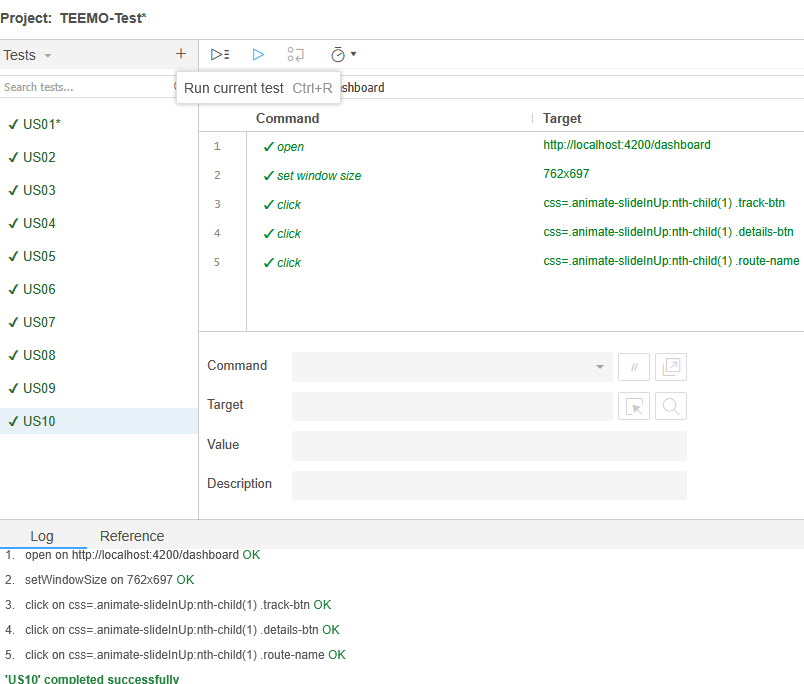 Project: TEEMO-Test*
Tests +
Search tests...
Run current test Ctrl+R
shboard
Command Target
✓ US01*
✓ US02
✓ US03
✓ US04
✓ US05
✓ US06
✓ US07
✓ US08
✓ US09
✓ US10
1 ✓ open http://localhost:4200/dashboard
2 ✓ set window size 762x697
3 ✓ click css=.animate-slideInUp:nth-child(1) .track-btn
4 ✓ click css=.animate-slideInUp:nth-child(1) .details-btn
5 ✓ click css=.animate-slideInUp:nth-child(1) .route-name
Command //
Target
Value
Description
Log Reference
1. open on http://localhost:4200/dashboard OK
2. setWindowSize on 762x697 OK
3. click on css=.animate-slideInUp:nth-child(1) .track-btn OK
4. click on css=.animate-slideInUp:nth-child(1) .details-btn OK
5. click on css=.animate-slideInUp:nth-child(1) .route-name OK
'US10' completed successfully